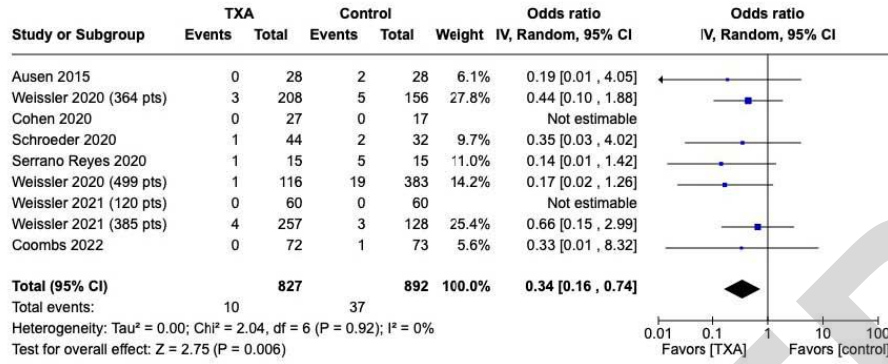 TXA Control Odds ratio Odds ratio
Study or Subgroup Events Total Events Total Weight IV, Random, 95% CI IV, Random, 95% CI
Ausen 2015 0 28 2 28 6.1% 0.19 [0.01 , 4.05]
Weissler 2020 (364 pts) 3 208 5 156 27.8% 0.44 [0.10 , 1.88]
Cohen 2020 0 27 0 17 Not estimable
Schroeder 2020 1 44 2 32 9.7% 0.35 [0.03 , 4.02]
Serrano Reyes 2020 1 15 5 15 11.0% 0.14 [0.01 , 1.42]
Weissler 2020 (499 pts) 1 116 19 383 14.2% 0.17 [0.02 , 1.26]
Weissler 2021 (120 pts) 0 60 0 60 Not estimable
Weissler 2021 (385 pts) 4 257 3 128 25.4% 0.66 [0.15 , 2.99]
Coombs 2022 0 72 1 73 5.6% 0.33 [0.01 , 8.32]
Total (95% CI) 827 892 100.0% 0.34 [0.16 , 0.74]
Total events: 10 37
Heterogeneity: Tau² = 0.00; Chi² = 2.04, df = 6 (P = 0.92); I² = 0%
Test for overall effect: Z = 2.75 (P = 0.006)
0.01 0.1 1 10 100
Favors [TXA] Favors [control]